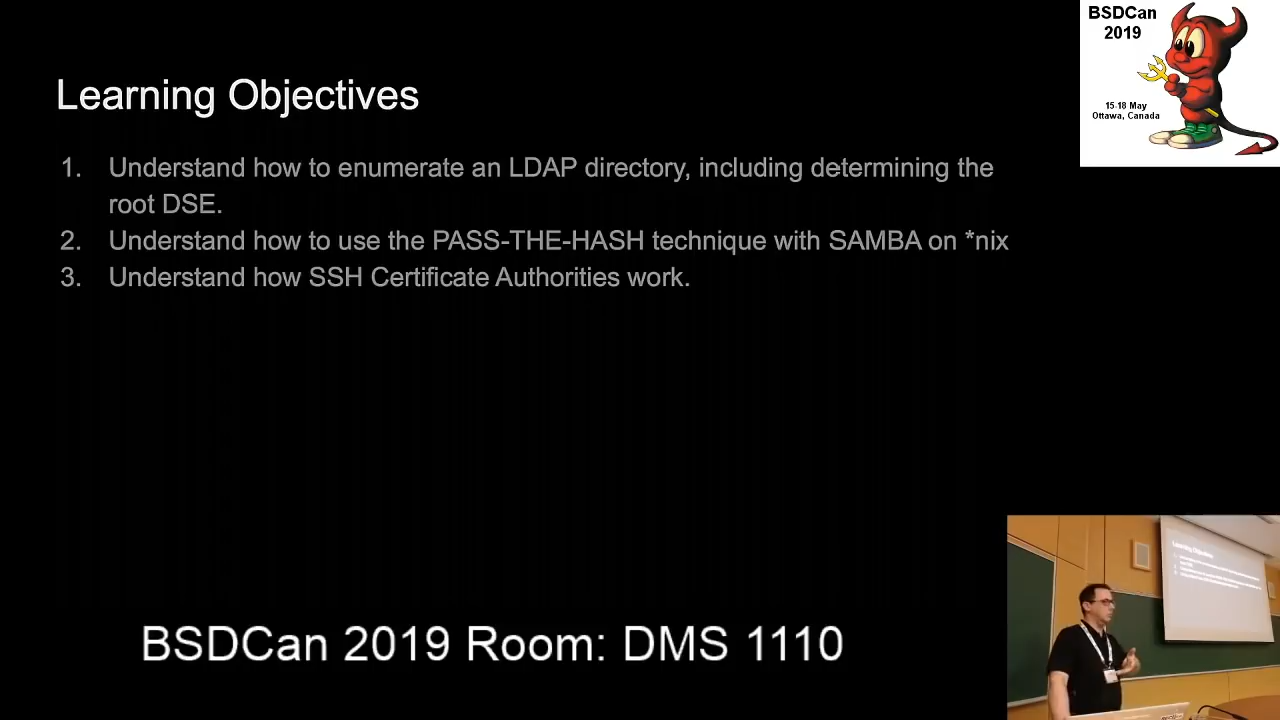 BSDCan
2019
15-18 May
Ottawa, Canada
Learning Objectives
1. Understand how to enumerate an LDAP directory, including determining the
root DSE.
2. Understand how to use the PASS-THE-HASH technique with SAMBA on *nix
3. Understand how SSH Certificate Authorities work.
BSDCan 2019 Room: DMS 1110
Learning Objectives